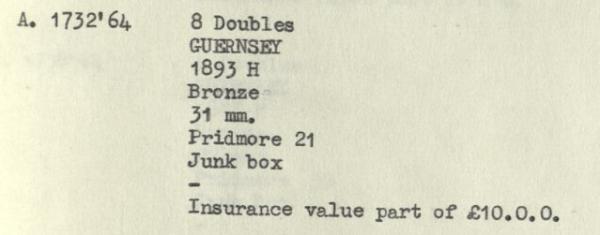 A. 1732'64 8 Doubles
GUERNSEY
1893 H
Bronze
31 mm.
Pridmore 21
Junk box
-
Insurance value part of £10.0.0.